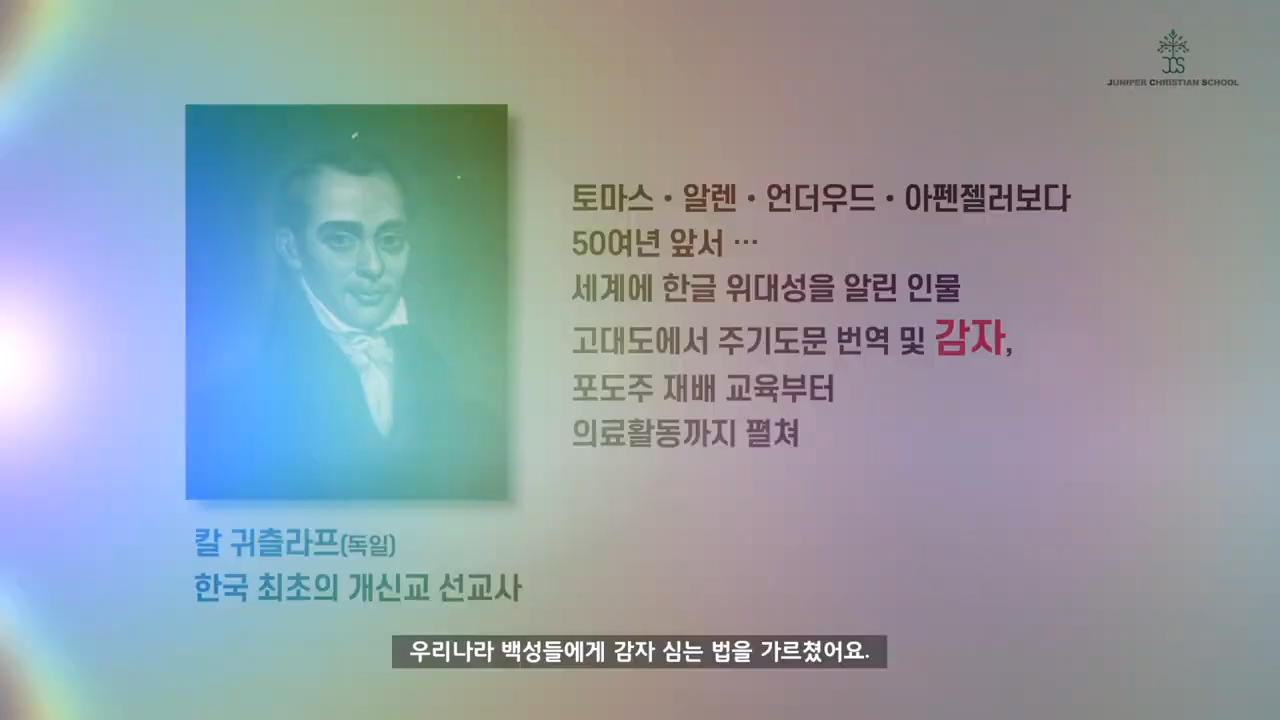 JCS
JUNIPER CHRISTIAN SCHOOL
토마스·알렌·언더우드·아펜젤러보다
50여년 앞서 …
세계에 한글 위대성을 알린 인물
고대도에서 주기도문 번역 및 감자,
포도주 재배 교육부터
의료활동까지 펼쳐
칼 귀츨라프(독일)
한국 최초의 개신교 선교사
우리나라 백성들에게 감자 심는 법을 가르쳤어요.